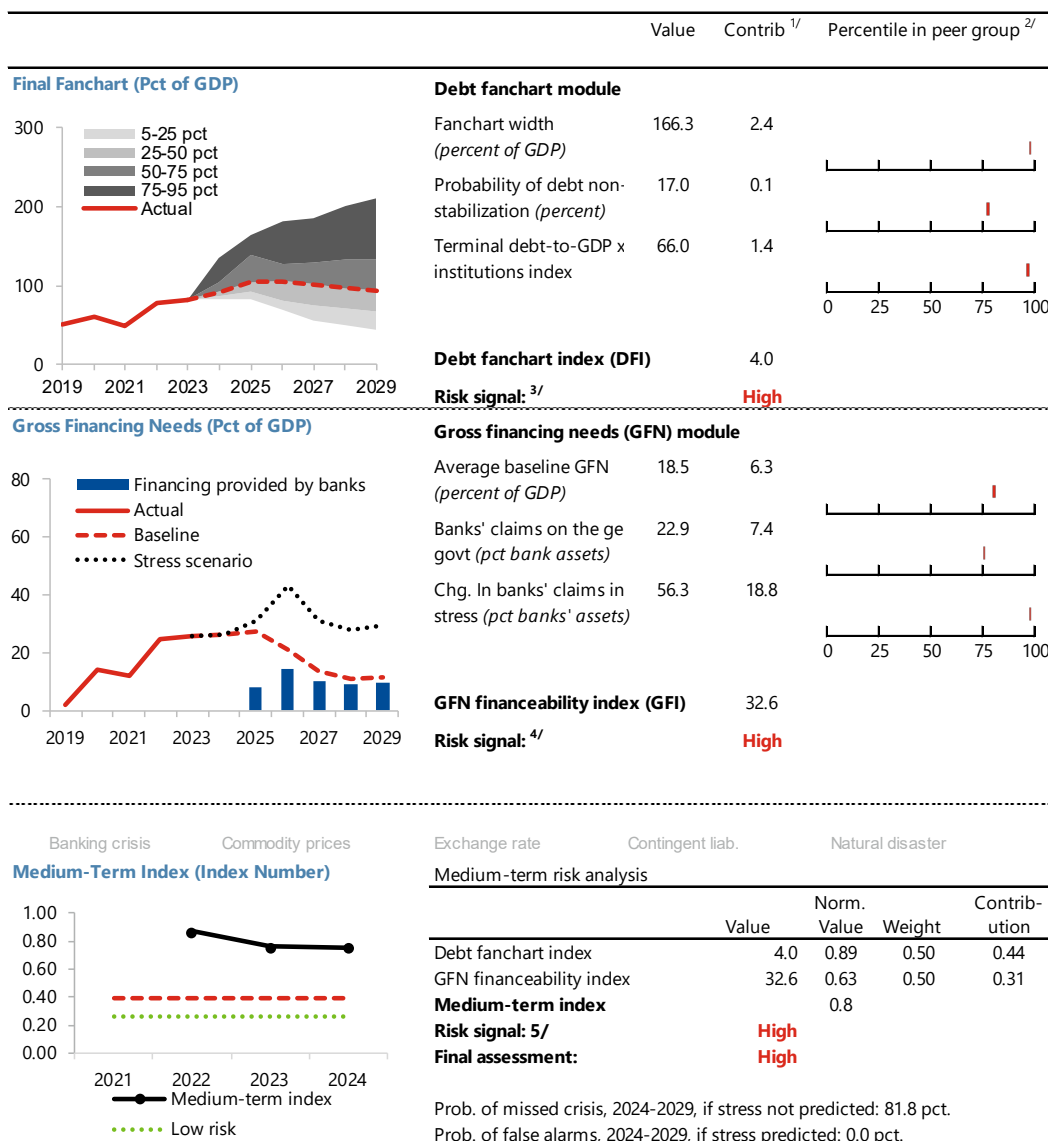 Value Contrib 1/ Percentile in peer group 2/
Final Fanchart (Pct of GDP)
300
200
100
0
5-25 pct
25-50 pct
50-75 pct
75-95 pct
Actual
2019 2021 2023 2025 2027 2029
Debt fanchart module
Fanchart width 166.3 2.4
(percent of GDP)
Probability of debt non- 17.0 0.1
stabilization (percent)
Terminal debt-to-GDP x 66.0 1.4
institutions index
0 25 50 75 100
Debt fanchart index (DFI) 4.0
Risk signal: 3/ High
Gross Financing Needs (Pct of GDP)
80
60
40
20
0
Financing provided by banks
Actual
Baseline
Stress scenario
2019 2021 2023 2025 2027 2029
Gross financing needs (GFN) module
Average baseline GFN 18.5 6.3
(percent of GDP)
Banks' claims on the ge 22.9 7.4
govt (pct bank assets)
Chg. In banks' claims in 56.3 18.8
stress (pct banks' assets)
0 25 50 75 100
GFN financeability index (GFI) 32.6
Risk signal: 4/ High
Banking crisis Commodity prices Exchange rate Contingent liab. Natural disaster
Medium-Term Index (Index Number)
1.00
0.80
0.60
0.40
0.20
0.00
2021 2022 2023 2024
Medium-term index
Low risk
Medium-term risk analysis
Value Norm. Value Weight Contrib-ution
Debt fanchart index 4.0 0.89 0.50 0.44
GFN financeability index 32.6 0.63 0.50 0.31
Medium-term index 0.8
Risk signal: 5/ High
Final assessment: High
Prob. of missed crisis, 2024-2029, if stress not predicted: 81.8 pct.
Prob. of false alarms, 2024-2029, if stress predicted: 0.0 pct.